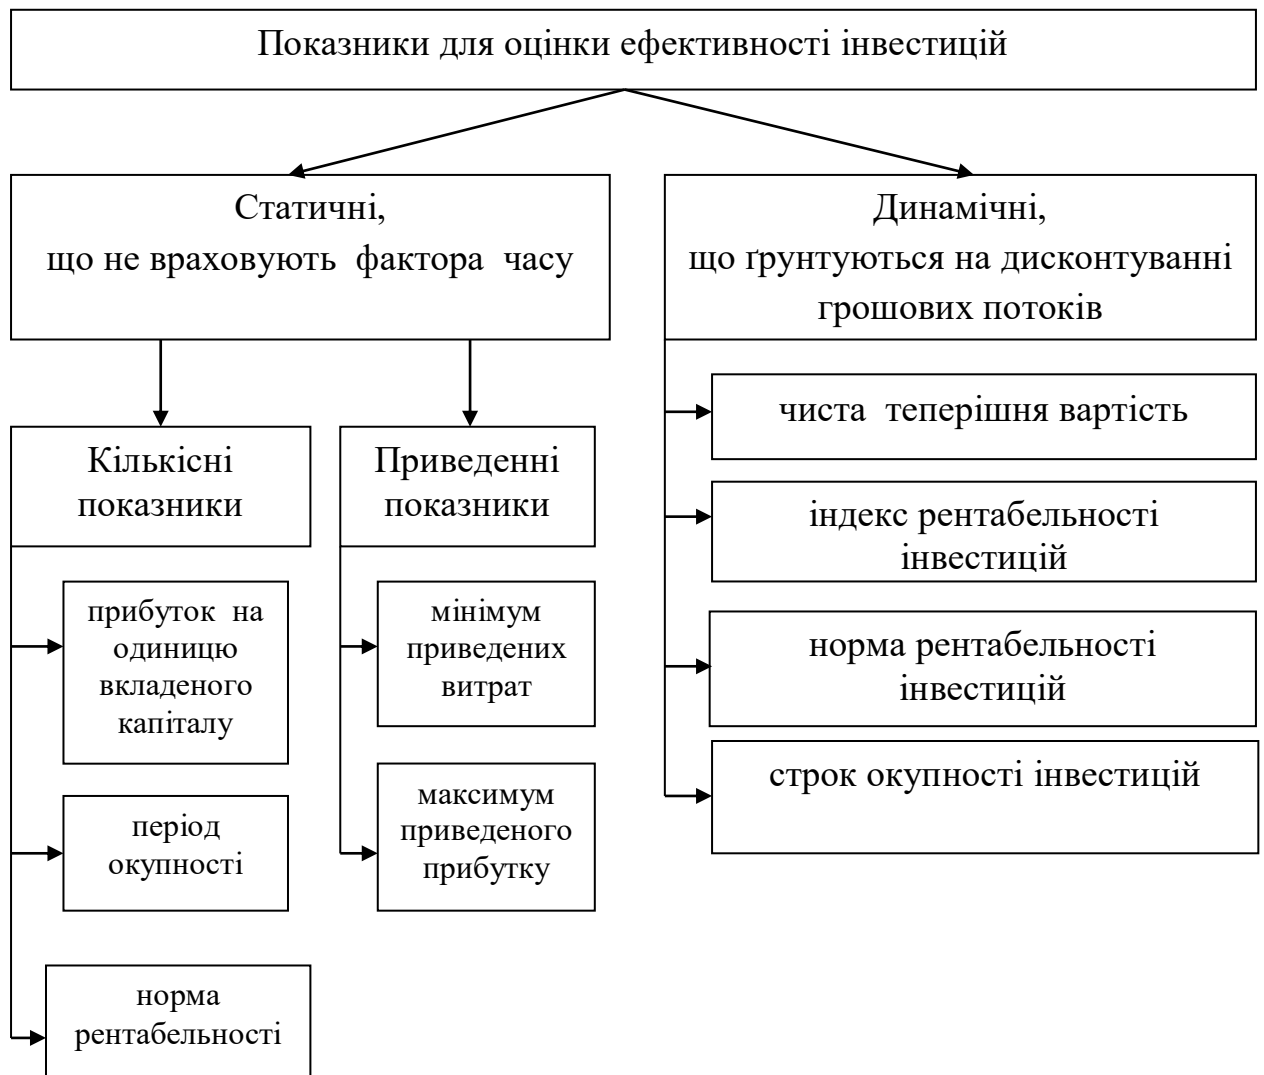 Показники для оцінки ефективності інвестицій
Статичні,
що не враховують фактора часу
Динамічні,
що ґрунтуються на дисконтуванні
грошових потоків
Кількісні
показники
прибуток на
одиницю
вкладеного
капіталу
період
окупності
норма
рентабельності
Приведенні
показники
мінімум
приведених
витрат
максимум
приведеного
прибутку
чиста теперішня вартість
індекс рентабельності
інвестицій
норма рентабельності
інвестицій
строк окупності інвестицій